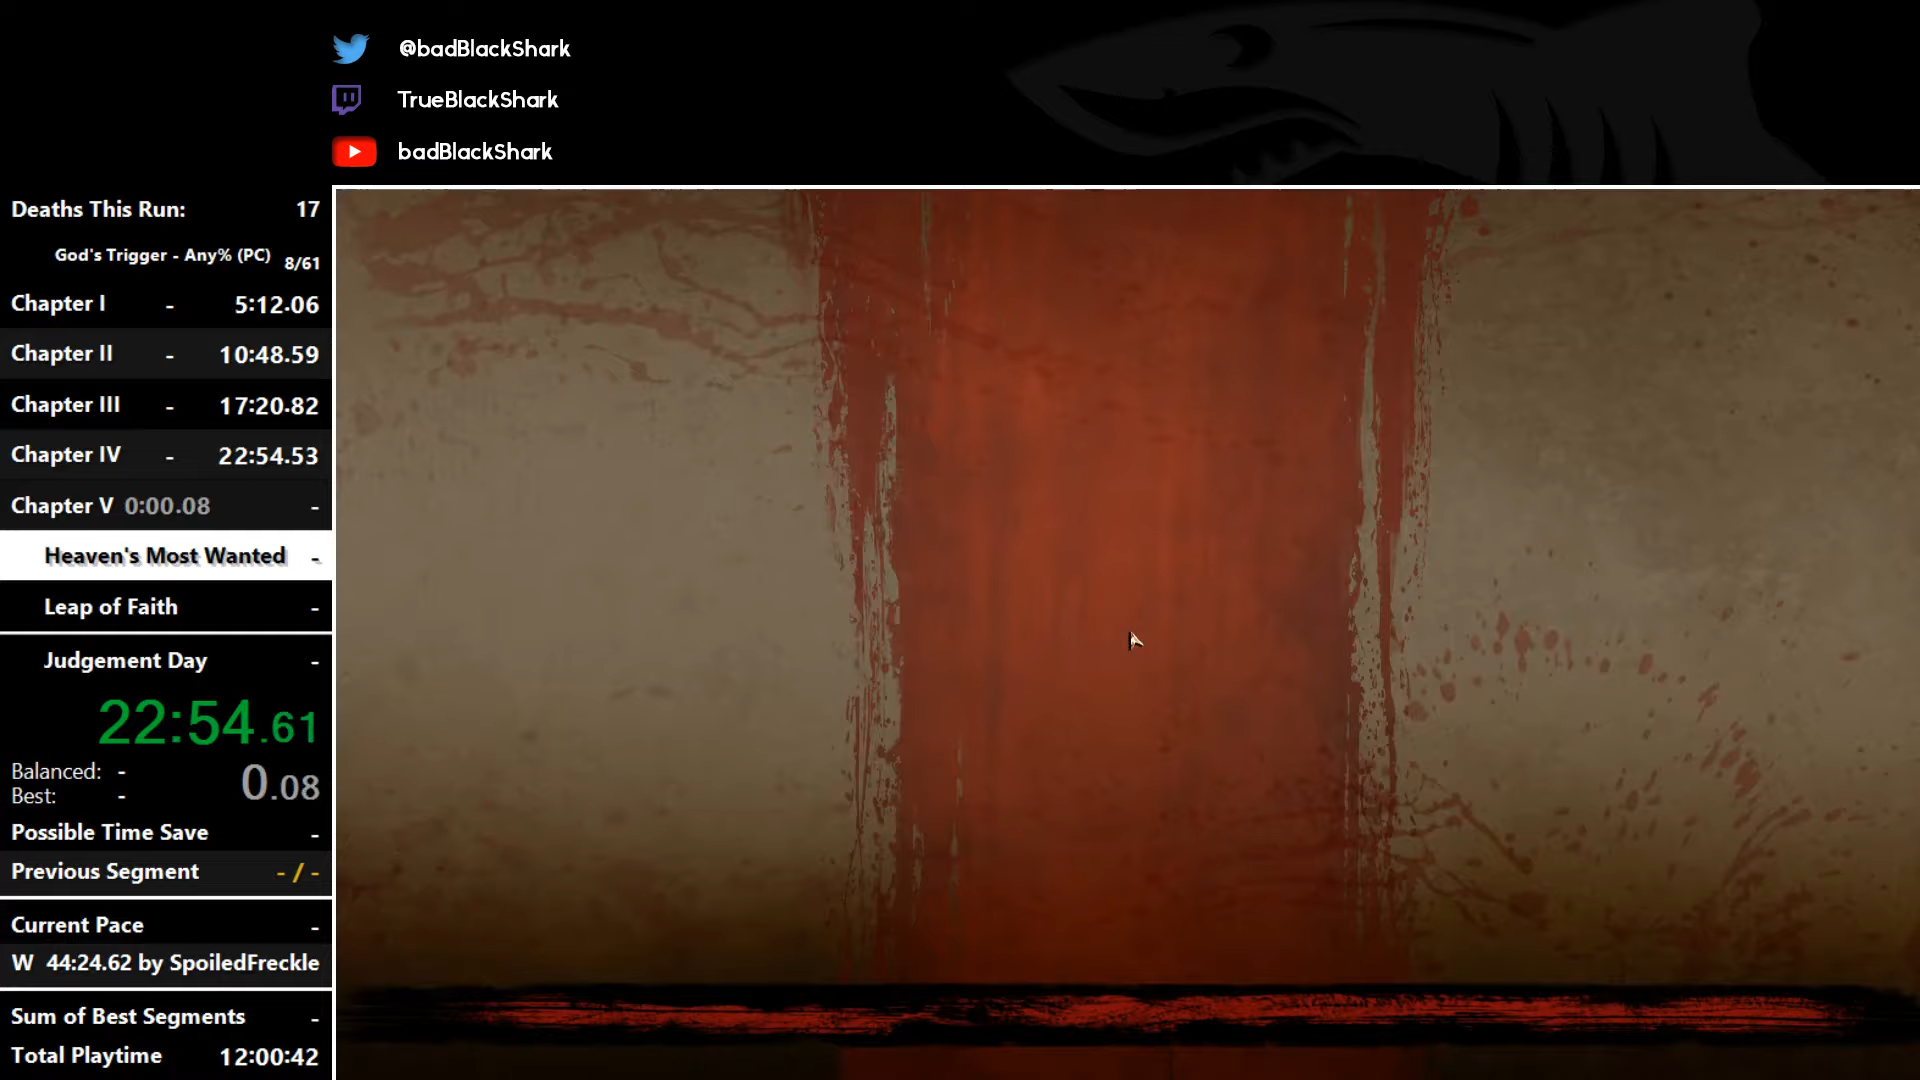 @badBlackShark
TrueBlackShark
badBlackShark
Deaths This Run: 17
God's Trigger - Any% (PC) 8/61
Chapter I - 5:12.06
Chapter II - 10:48.59
Chapter III - 17:20.82
Chapter IV - 22:54.53
Chapter V 0:00.08 -
Heaven's Most Wanted -
Leap of Faith -
Judgement Day -
22:54.61
Balanced: -
Best: -
0.08
Possible Time Save -
Previous Segment - / -
Current Pace -
W 44:24.62 by SpoiledFreckle
Sum of Best Segments -
Total Playtime 12:00:42